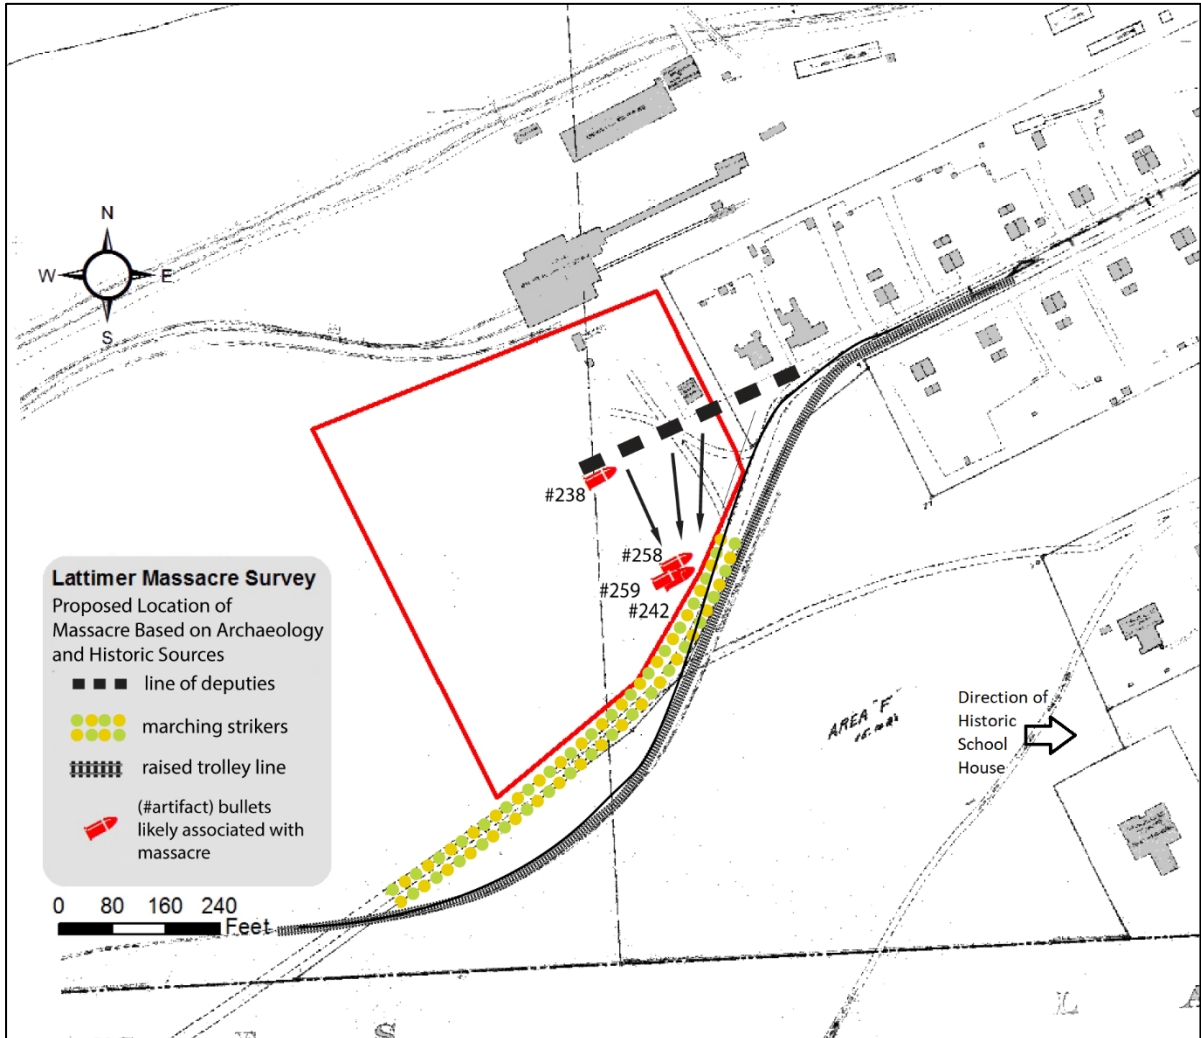 N
W
E
S
#238
#258
#259
#242
Lattimer Massacre Survey
Proposed Location of
Massacre Based on Archaeology
and Historic Sources
line of deputies
marching strikers
raised trolley line
(#artifact) bullets
likely associated with
massacre
0 80 160 240
Feet
AREA "F"
Direction of
Historic
School
House
S
L
A